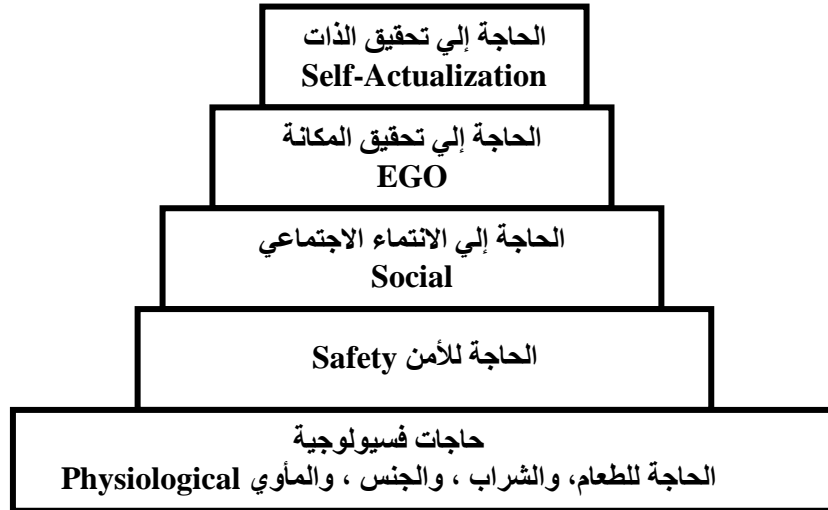 الحاجة إلي تحقيق الذات
Self-Actualization
الحاجة إلي تحقيق المكانة
EGO
الحاجة إلي الانتماء الاجتماعي
Social
الحاجة للأمن Safety
حاجات فسيولوجية
الحاجة للطعام، والشراب ، والجنس ، والمأوي Physiological